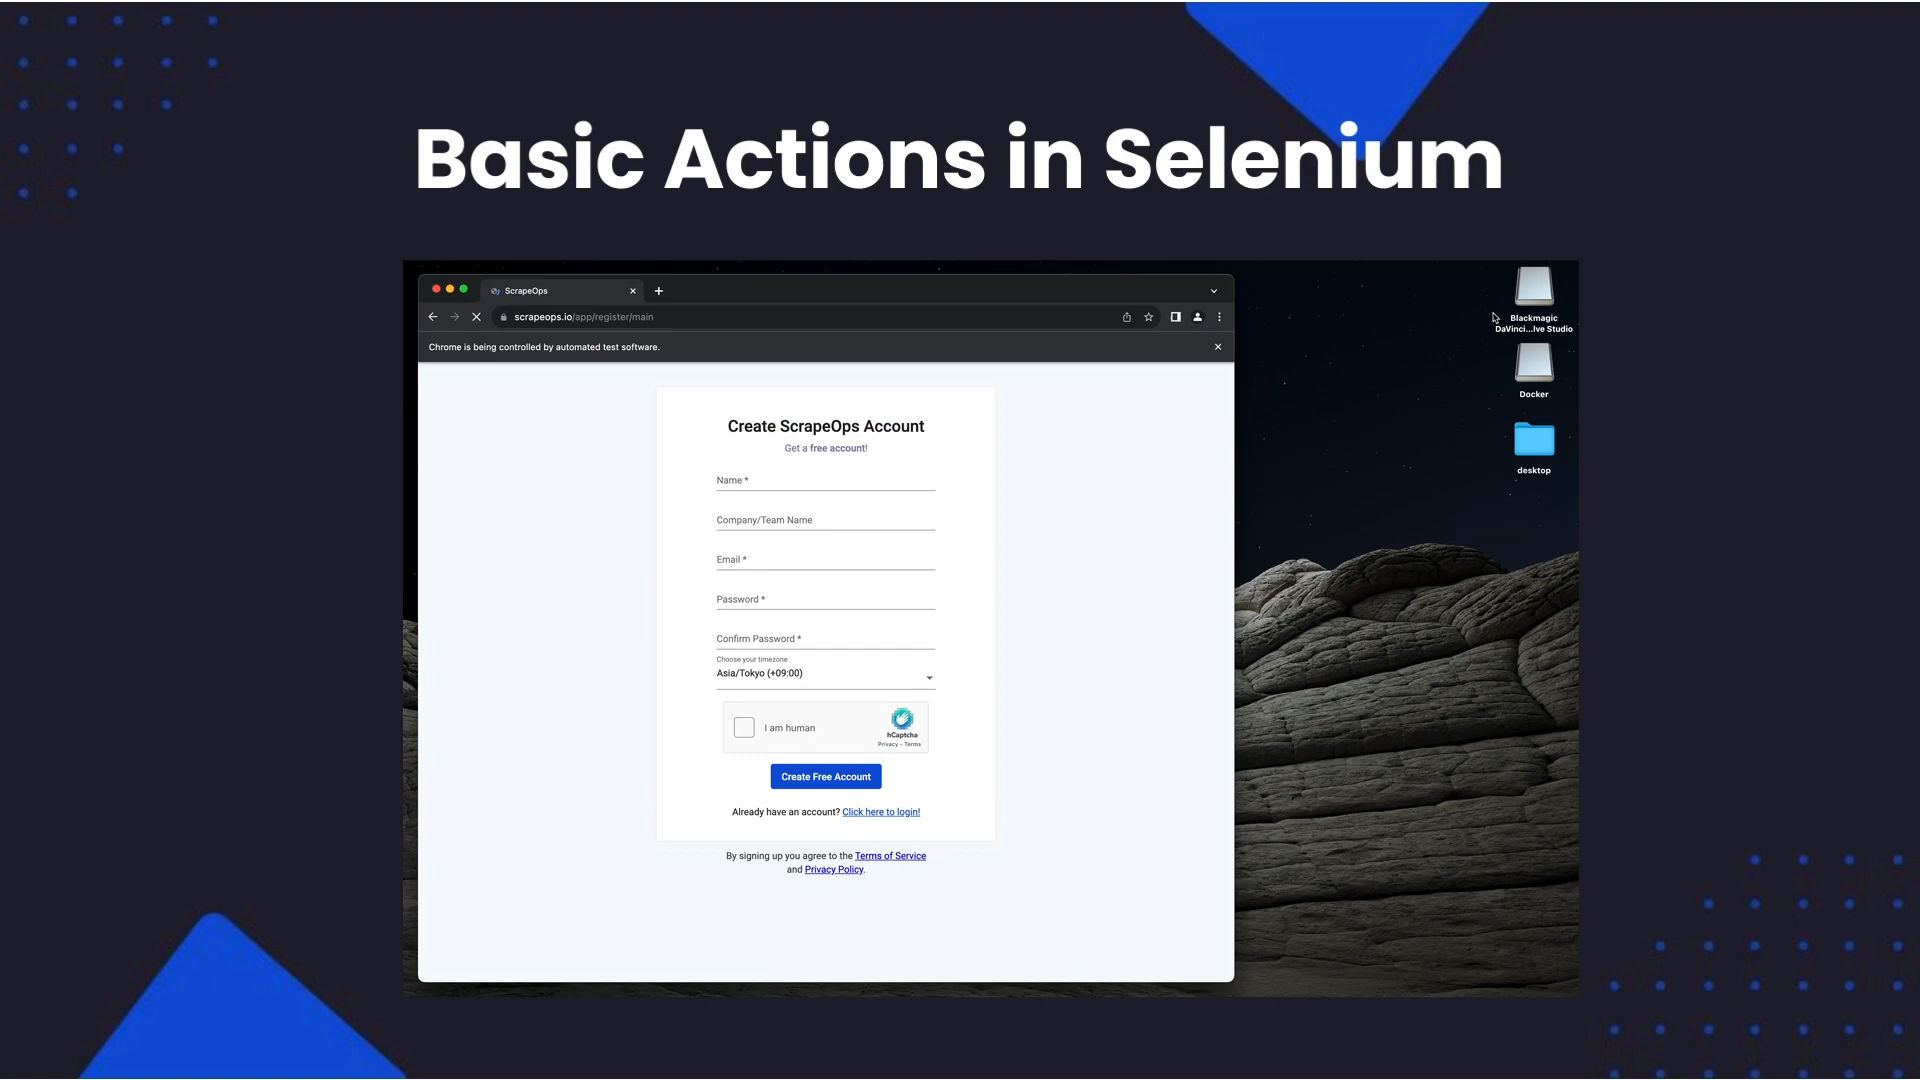 Basic Actions in Selenium
ScrapeOps
scrapeops.io/app/register/main
Chrome is being controlled by automated test software.
Create ScrapeOps Account
Get a free account!
Name *
Company/Team Name
Email *
Password *
Confirm Password *
Choose your timezone
Asia/Tokyo (+09:00)
I am human
hCaptcha
Privacy - Terms
Create Free Account
Already have an account? Click here to login!
By signing up you agree to the Terms of Service
and Privacy Policy.
Blackmagic
DaVinci...lve Studio
Docker
desktop